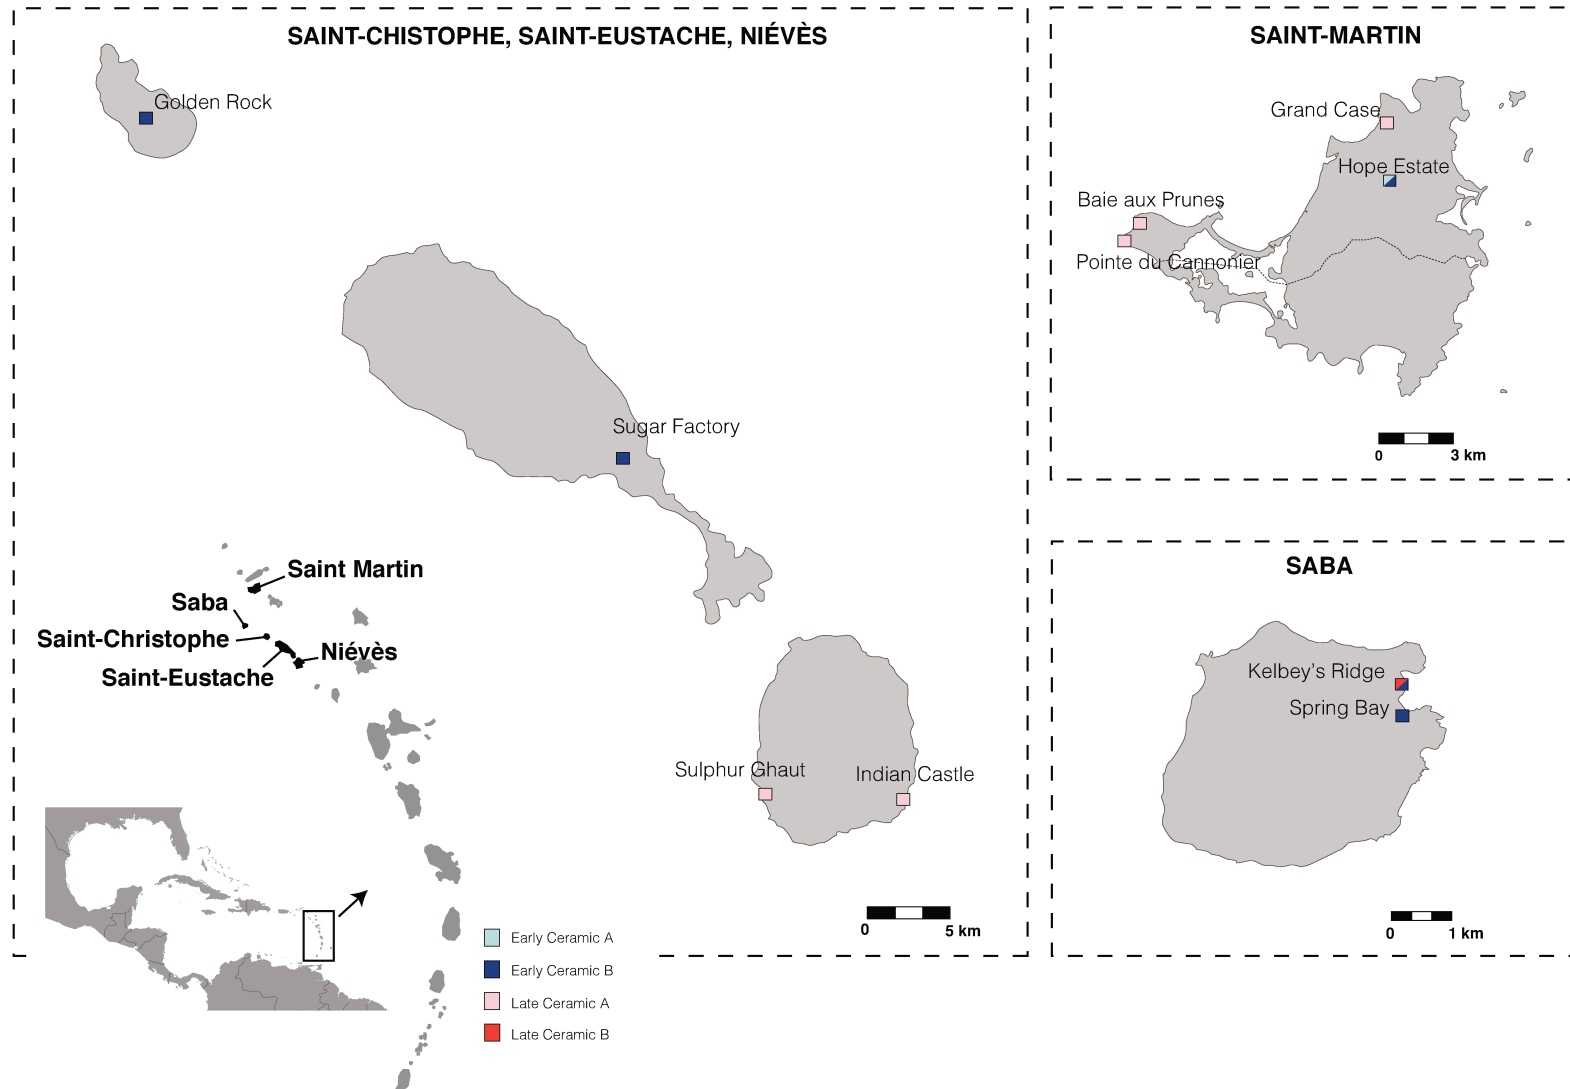 SAINT-CHISTOPHE, SAINT-EUSTACHE, NIÉVÈS
Golden Rock
Sugar Factory
Saint Martin
Saba
Saint-Christophe
Niévès
Saint-Eustache
Sulphur Ghaut
Indian Castle
0 5 km
Early Ceramic A
Early Ceramic B
Late Ceramic A
Late Ceramic B
SAINT-MARTIN
Grand Case
Hope Estate
Baie aux Prunes
Pointe du Cannonier
0 3 km
SABA
Kelbey's Ridge
Spring Bay
0 1 km